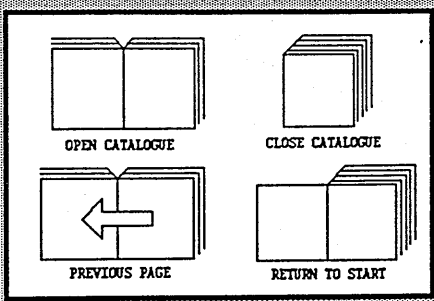 OPEN CATALOGUE
CLOSE CATALOGUE
PREVIOUS PAGE
RETURN TO START